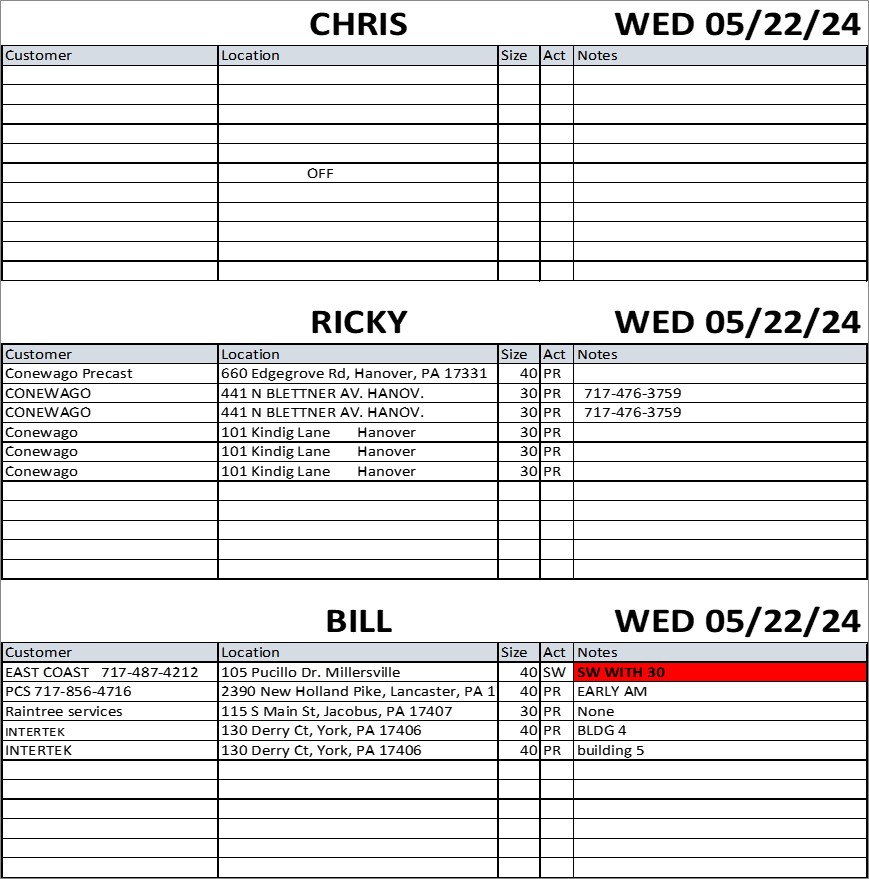 CHRIS WED 05/22/24
Customer Location Size Act Notes
OFF
RICKY WED 05/22/24
Customer Location Size Act Notes
Conewago Precast 660 Edgegrove Rd, Hanover, PA 17331 40 PR
CONEWAGO 441 N BLETTNER AV. HANOV. 30 PR 717-476-3759
CONEWAGO 441 N BLETTNER AV. HANOV. 30 PR 717-476-3759
Conewago 101 Kindig Lane Hanover 30 PR
Conewago 101 Kindig Lane Hanover 30 PR
Conewago 101 Kindig Lane Hanover 30 PR
BILL WED 05/22/24
Customer Location Size Act Notes
EAST COAST 717-487-4212 105 Pucillo Dr. Millersville 40 SW SW WITH 30
PCS 717-856-4716 2390 New Holland Pike, Lancaster, PA 1 40 PR EARLY AM
Raintree services 115 S Main St, Jacobus, PA 17407 30 PR None
INTERTEK 130 Derry Ct, York, PA 17406 40 PR BLDG 4
INTERTEK 130 Derry Ct, York, PA 17406 40 PR building 5